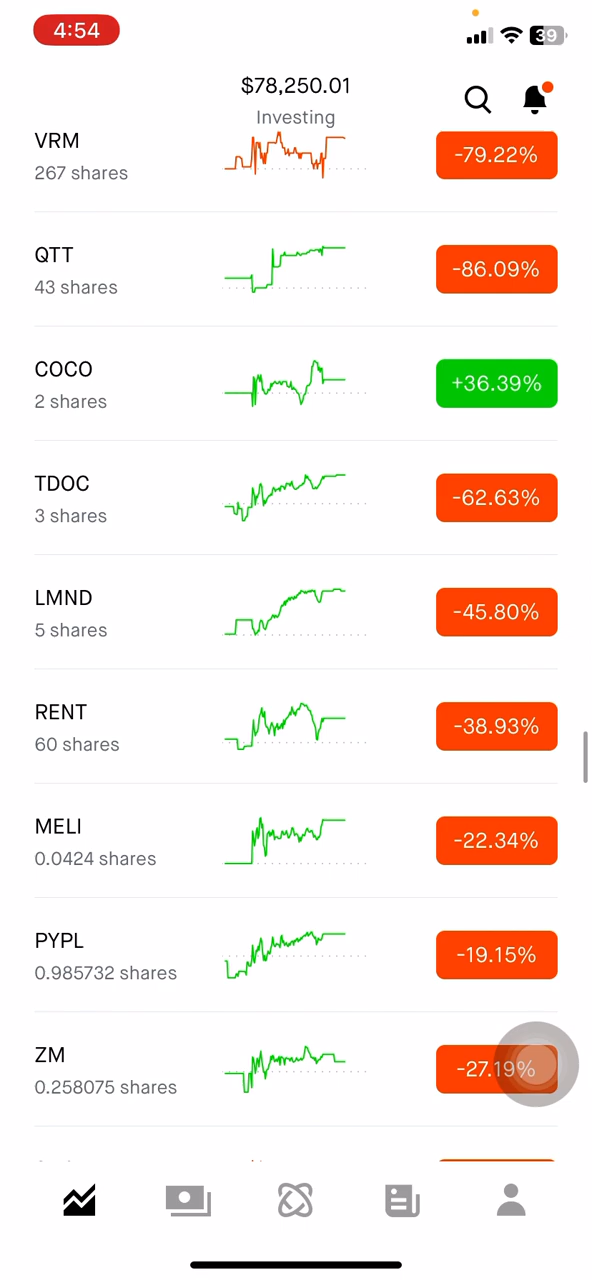 4:54
39
$78,250.01
Investing
VRM
267 shares
-79.22%
QTT
43 shares
-86.09%
COCO
2 shares
+36.39%
TDOC
3 shares
-62.63%
LMND
5 shares
-45.80%
RENT
60 shares
-38.93%
MELI
0.0424 shares
-22.34%
PYPL
0.985732 shares
-19.15%
ZM
0.258075 shares
-27.19%